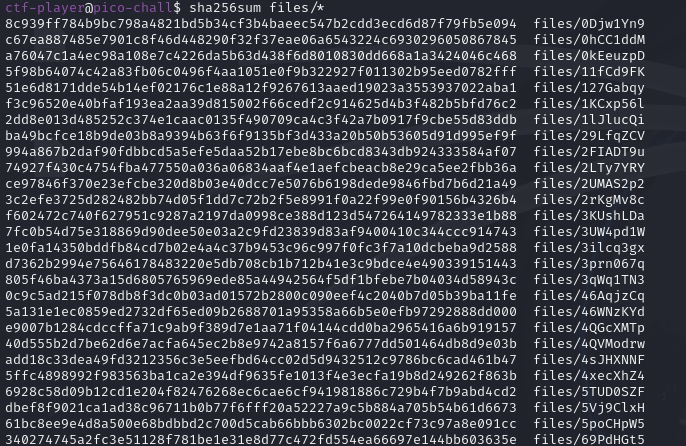 ctf-player@pico-chall$ sha256sum files/*
8c939ff784b9bc798a4821bd5b34cf3b4baeec547b2cdd3ecd6d87f79fb5e094 files/0Djw1Yn9
c67ea887485e7901c8f46d448290f32f37eae06a6543224c6930296050867845 files/0hCC1ddM
a76047c1a4ec98a108e7c4226da5b63d438f6d8010830dd668a1a3424046c468 files/0kEeuzpD
5f98b64074c42a83fb06c0496f4aa1051e0f9b322927f011302b95eed0782fff files/11fCd9FK
51e6d8171dde54b14ef02176c1e88a12f9267613aaed19023a3553937022aba1 files/127Gabqy
f3c96520e40bfaf193ea2aa39d815002f66cedf2c914625d4b3f482b5bfd76c2 files/1KCxp56l
2dd8e013d485252c374e1caac0135f490709ca4c3f42a7b0917f9cbe55d83ddb files/1lJlucQi
ba49bcfce18b9de03b8a9394b63f6f9135bf3d433a20b50b53605d91d995ef9f files/29LfqZCV
994a867b2daf90fdbbcd5a5efe5daa52b17ebe8bc6bcd8343db924333584af07 files/2FIADT9u
74927f430c4754fba477550a036a06834aaf4e1aefcbeacb8e29ca5ee2fbb36a files/2LTy7YRY
ce97846f370e23efcbe320d8b03e40dcc7e5076b6198dede9846fbd7b6d21a49 files/2UMAS2p2
3c2efe3725d282482bb74d05f1dd7c72b2f5e8991f0a22f99e0f90156b4326b4 files/2rKgMv8c
f602472c740f627951c9287a2197da0998ce388d123d547264149782333e1b88 files/3KUshLDa
7fc0b54d75e318869d90dee50e03a2c9fd23839d83af9400410c344ccc914743 files/3UW4pd1W
1e0fa14350bddfb84cd7b02e4a4c37b9453c96c997f0fc3f7a10dcbeba9d2588 files/3ilcq3gx
d7362b2994e75646178483220e5db708cb1b712b41e3c9bdce4e490339151443 files/3prn067q
805f46ba4373a15d6805765969ede85a44942564f5df1bfebe7b04034d58943c files/3qWq1TN3
0c9c5ad215f078db8f3dc0b03ad01572b2800c090eef4c2040b7d05b39ba11fe files/46AqjzCq
5a131e1ec0859ed2732df65ed09b2688701a95358a66b5e0efb97292888dd000 files/46WNzKYd
e9007b1284cdccffa71c9ab9f389d7e1aa71f04144cdd0ba2965416a6b919157 files/4QGcXMTp
40d555b2d7be62d6e7acfa645ec2b8e9742a8157f6a6777dd501464db8d9e03b files/4QVModrw
add18c33dea49fd3212356c3e5eefbd64cc02d5d9432512c9786bc6cad461b47 files/4sJHXNNF
5ffc4898992f983563ba1ca2e394df9635fe1013f4e3ecfa19b8d249262f863b files/4xecXhZ4
6928c58d09b12cd1e204f82476268ec6cae6cf941981886c729b4f7b9abd4cd2 files/5TUD0SZF
dbef8f9021ca1ad38c96711b0b77f6fff20a52227a9c5b884a705b54b61d6673 files/5Vj9ClxH
61bc8ee9e4d8a500e68bdbbd2c700d5cab66bbb6302bc0022cf73c97a8e091cc files/5poCHpW5
340274745a2fc3e51128f781be1e31e8d77c472fd554ea66697e144bb603635e files/69PdHGt5